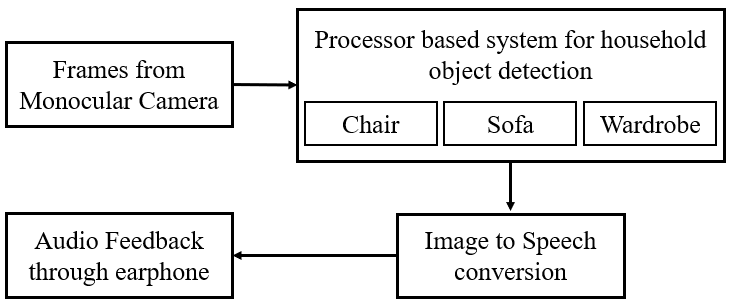 Frames from
Monocular Camera
Processor based system for household
object detection
Chair
Sofa
Wardrobe
Image to Speech
conversion
Audio Feedback
through earphone